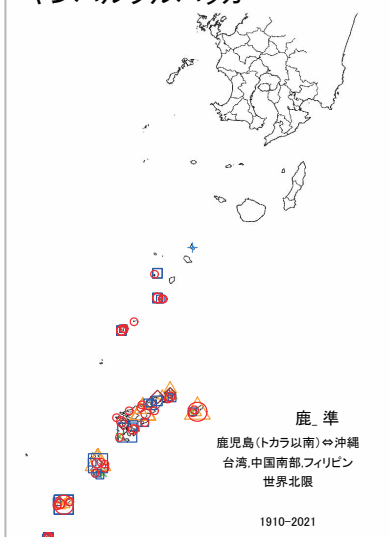 鹿_準
鹿児島(トカラ以南)⇔沖縄
台湾,中国南部,フィリピン
世界北限
1910-2021